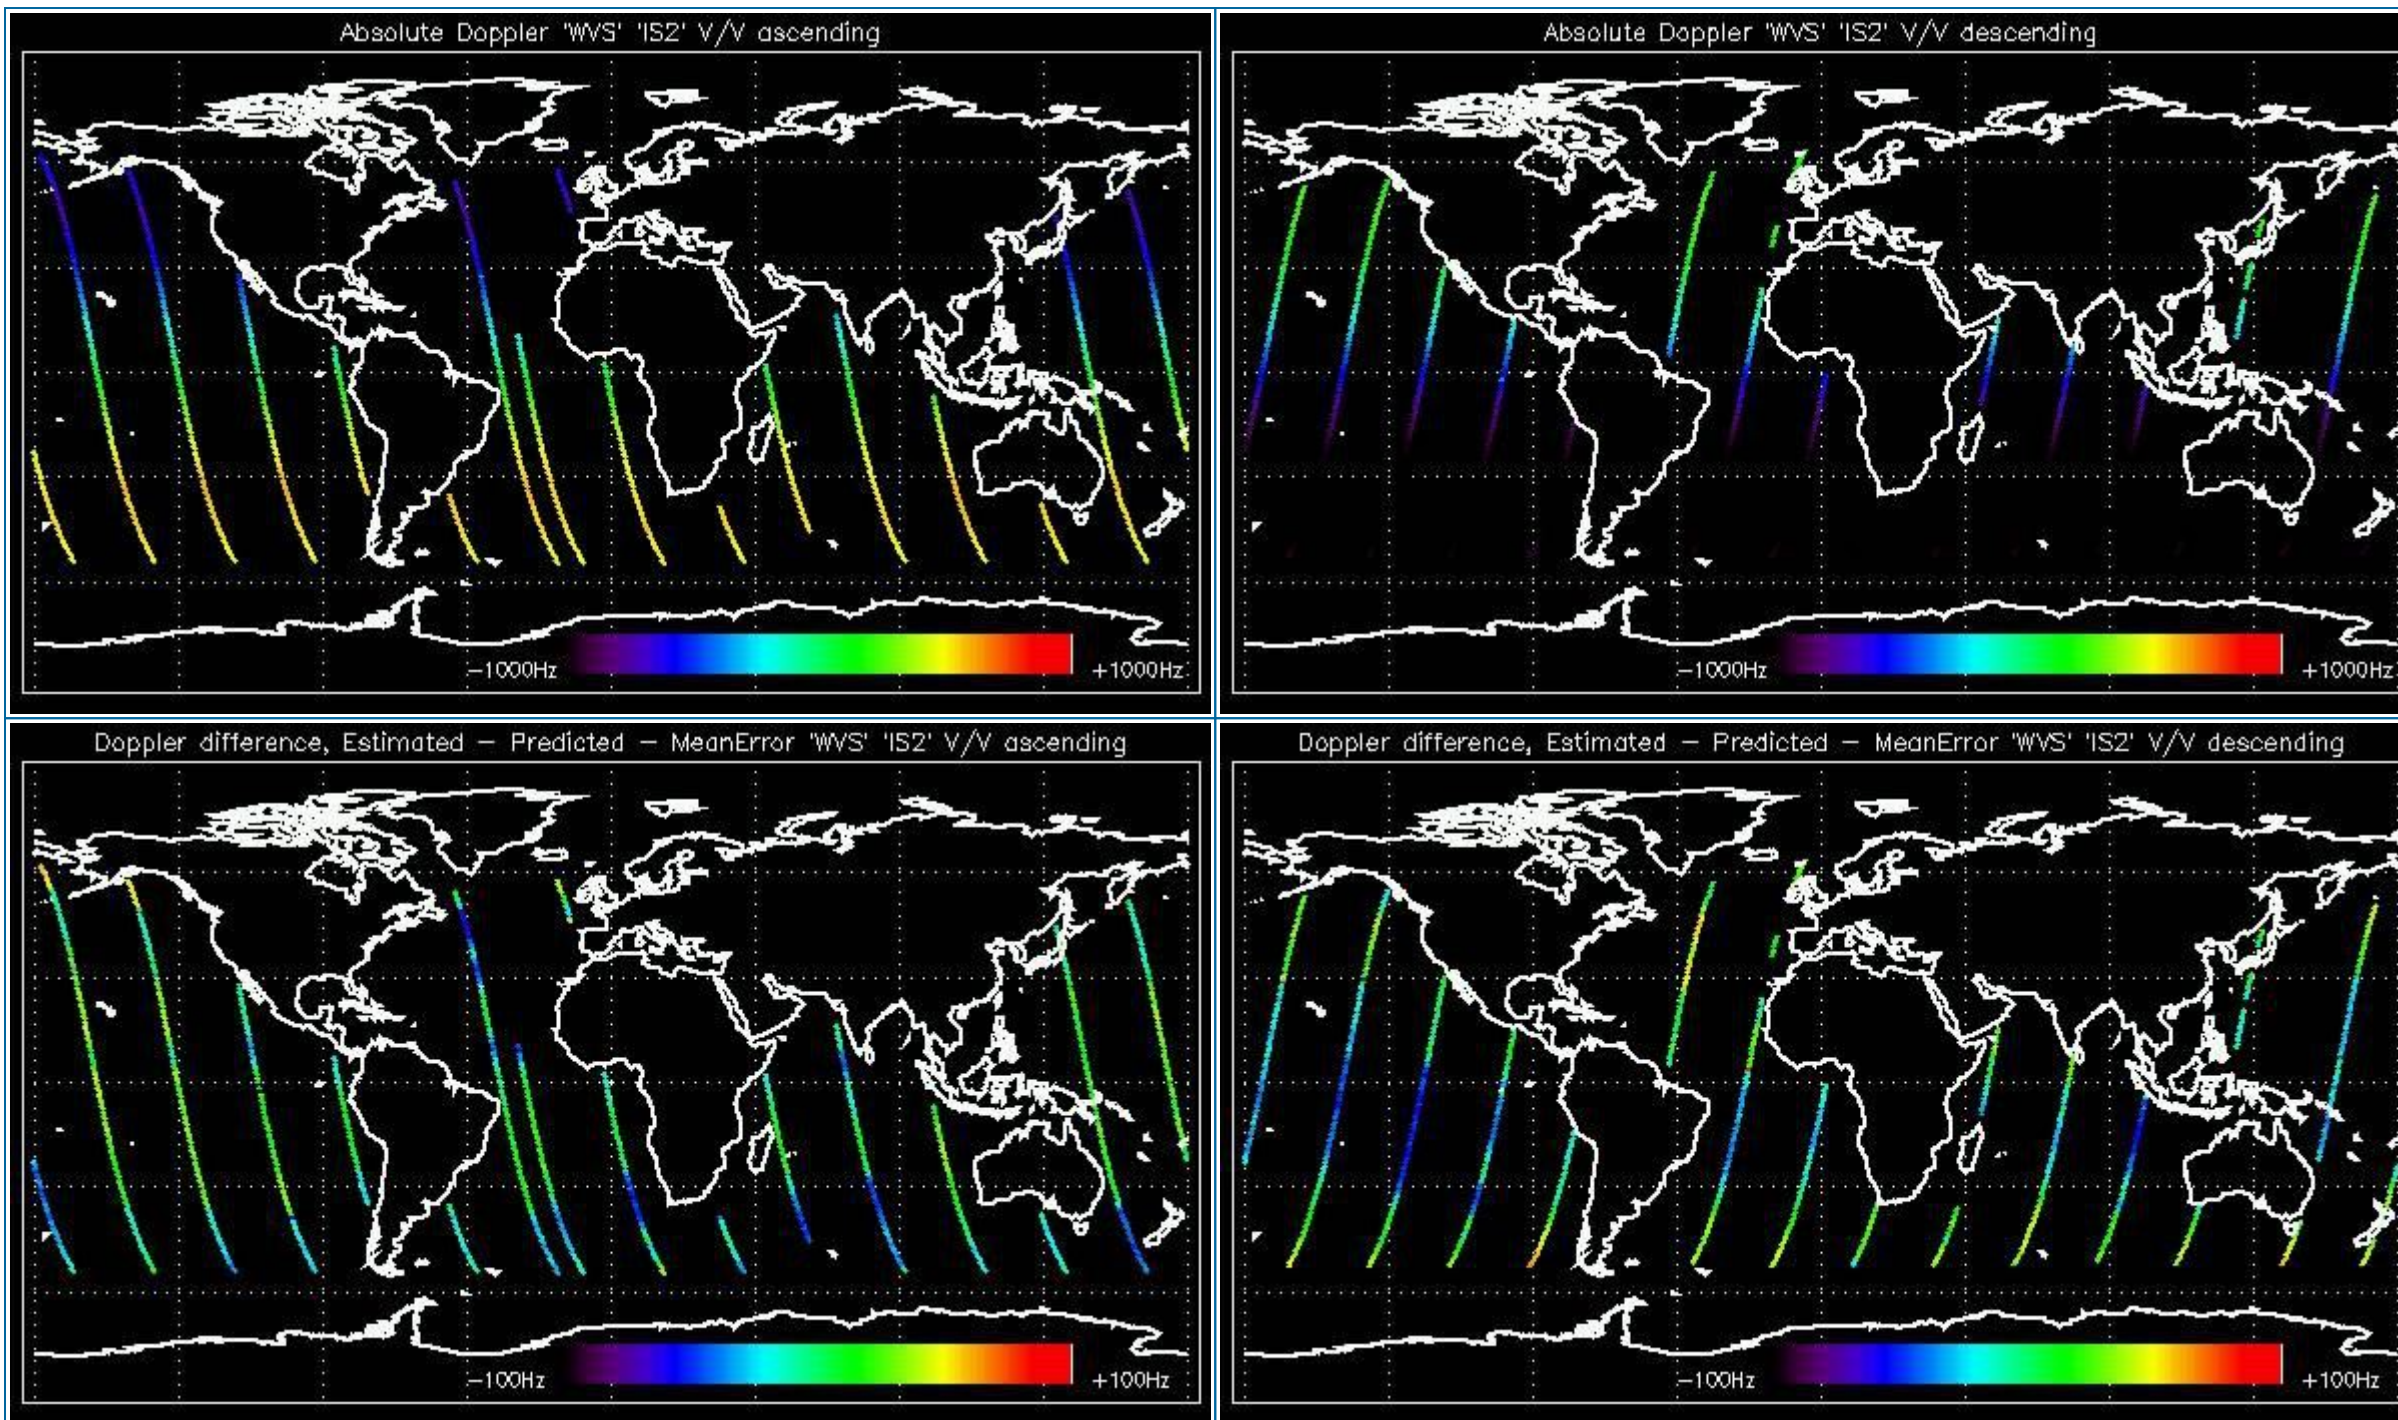 Absolute Doppler 'WVS' 'IS2' V/V ascending
-1000Hz
+1000Hz
Absolute Doppler 'WVS' 'IS2' V/V descending
-1000Hz
+1000Hz
Doppler difference, Estimated - Predicted - MeanError 'WVS' 'IS2' V/V ascending
-100Hz
+100Hz
Doppler difference, Estimated - Predicted - MeanError 'WVS' 'IS2' V/V descending
-100Hz
+100Hz